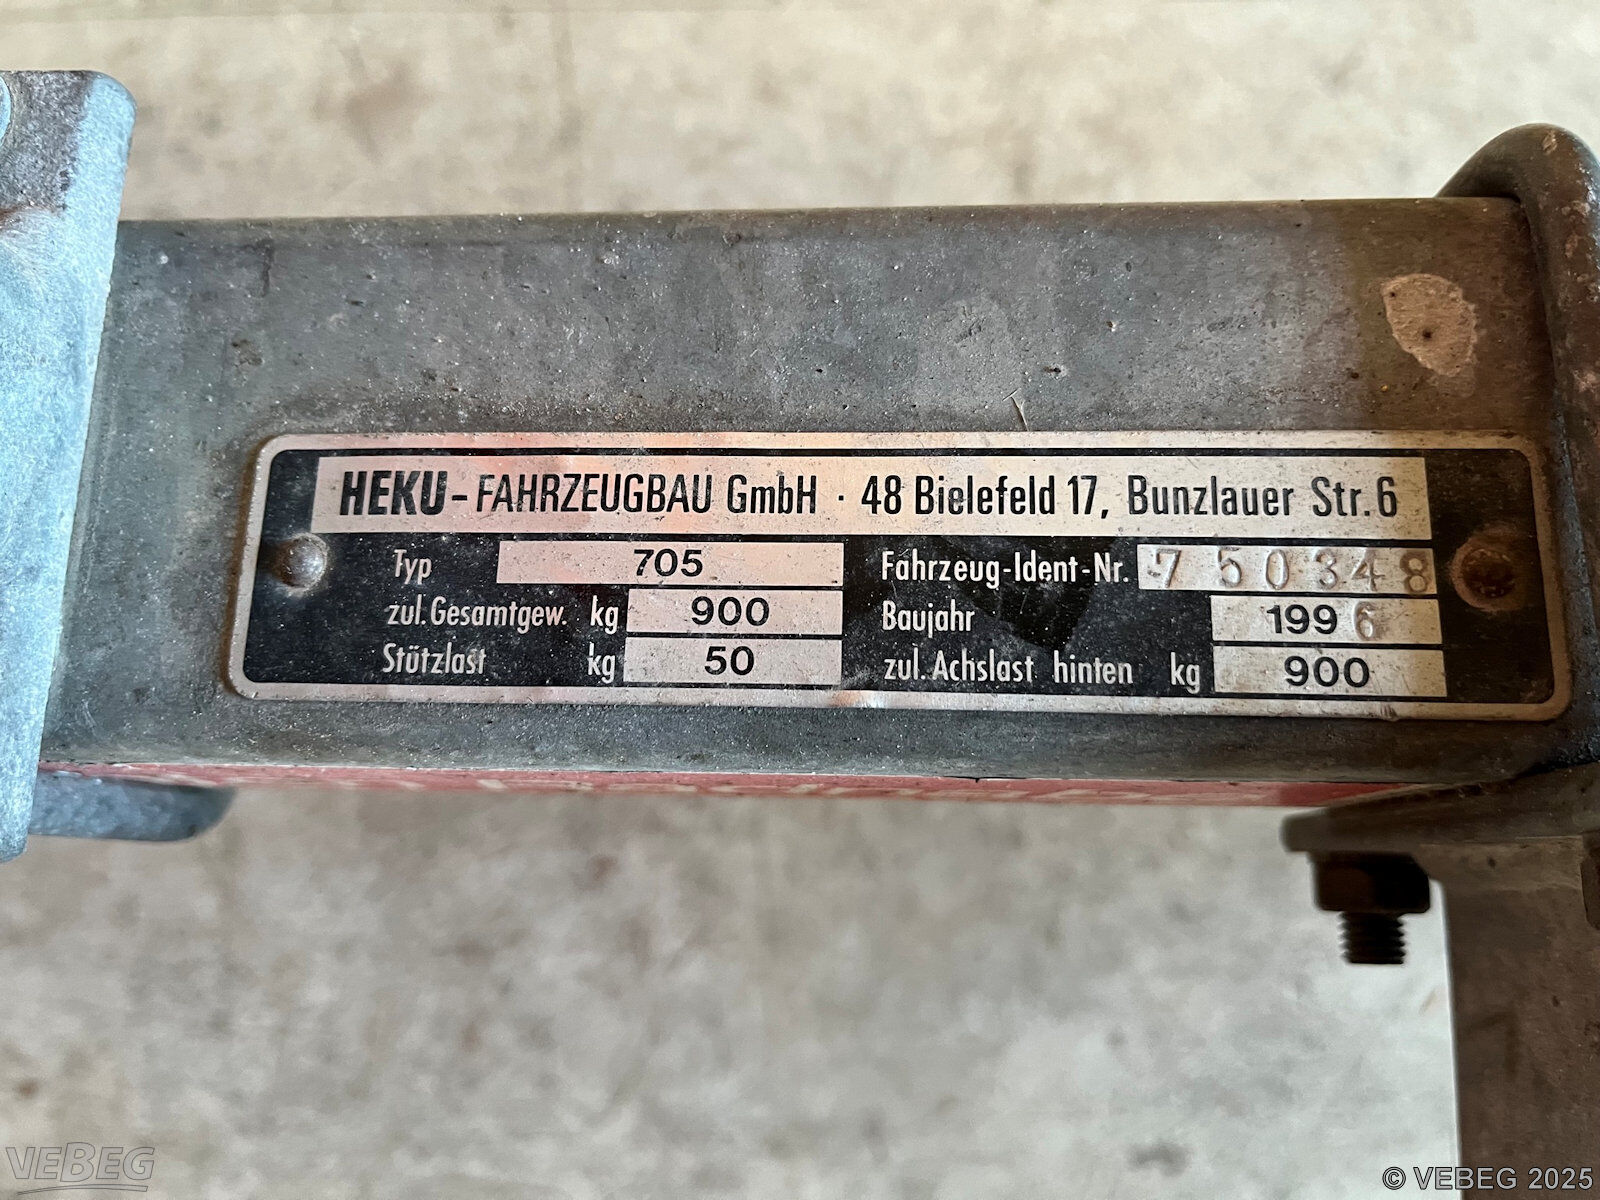 HEKU-FAHRZEUGBAU GmbH · 48 Bielefeld 17, Bunzlauer Str. 6
Typ 705 Fahrzeug-Ident-Nr. 750348
zul. Gesamtgew. kg 900 Baujahr 1996
Stützlast kg 50 zul. Achslast hinten kg 900
VEBEG
© VEBEG 2025